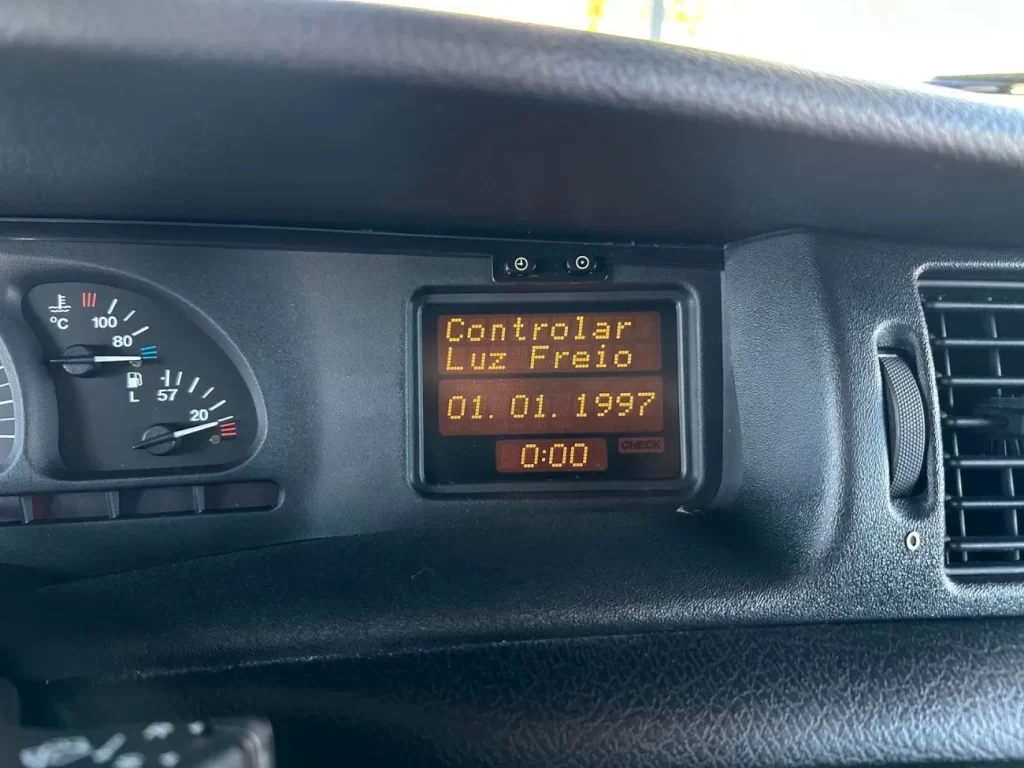 °C
100
80
L
57
20
Controlar
Luz Freio
01.01.1997
0:00
CHECK